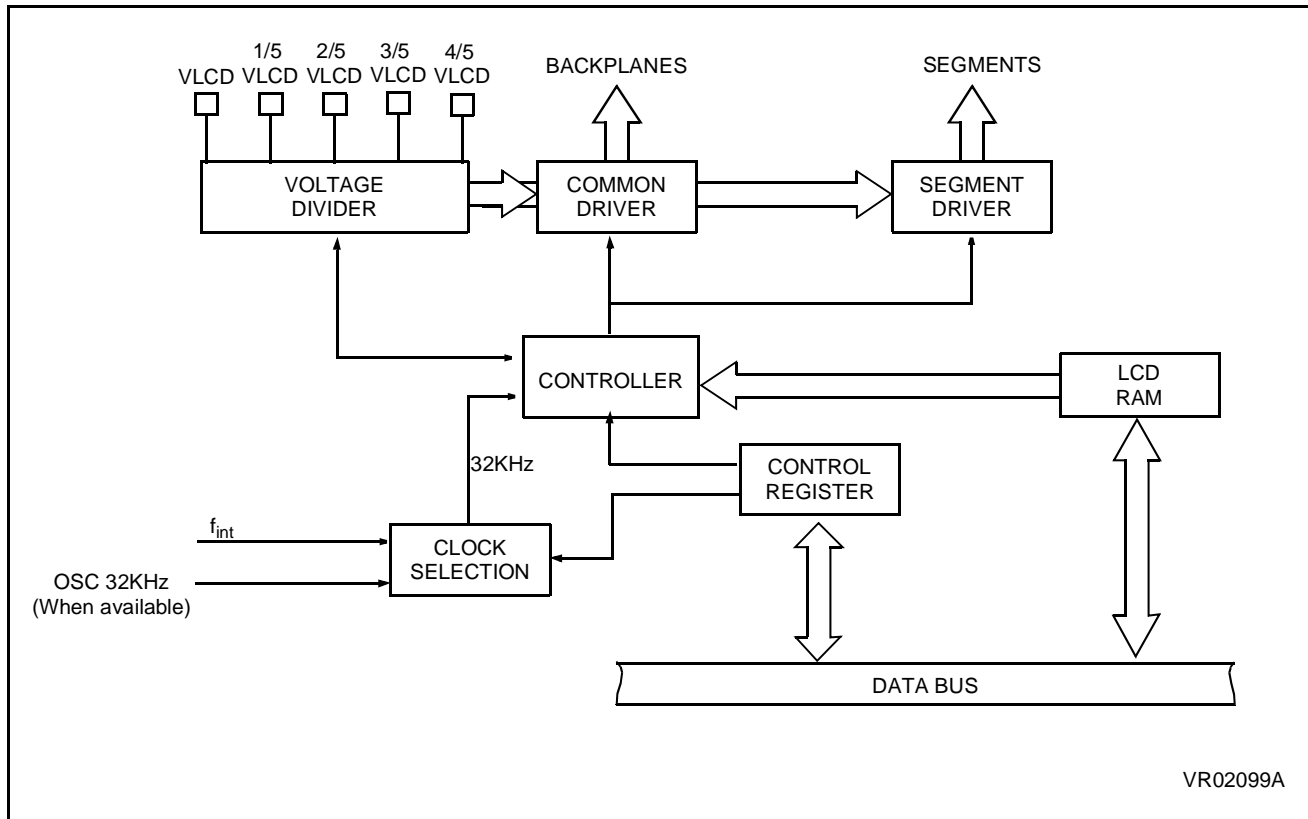 VLCD
1/5
VLCD
2/5
VLCD
3/5
VLCD
4/5
VLCD
BACKPLANES
SEGMENTS
VOLTAGE
DIVIDER
COMMON
DRIVER
SEGMENT
DRIVER
CONTROLLER
LCD
RAM
32KHz
CONTROL
REGISTER
fint
CLOCK
SELECTION
OSC 32KHz
(When available)
DATA BUS
VR02099A